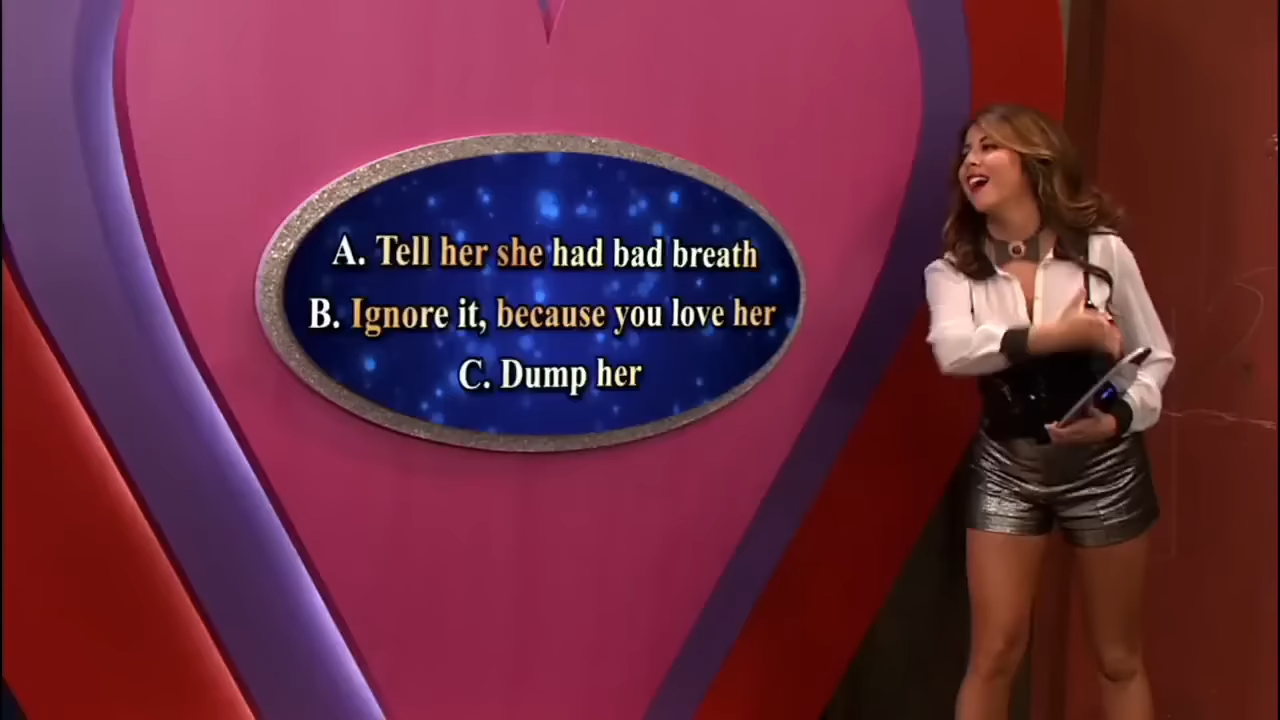 A. Tell her she had bad breath
B. Ignore it, because you love her
C. Dump her